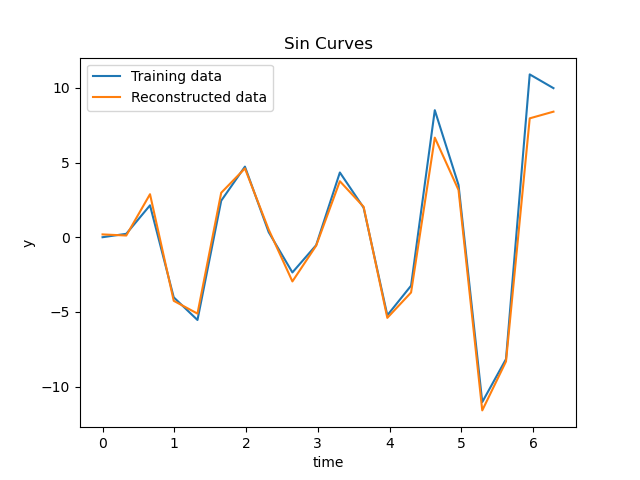 Sin Curves
Training data
Reconstructed data
10
5
0
−5
−10
y
0 1 2 3 4 5 6
time